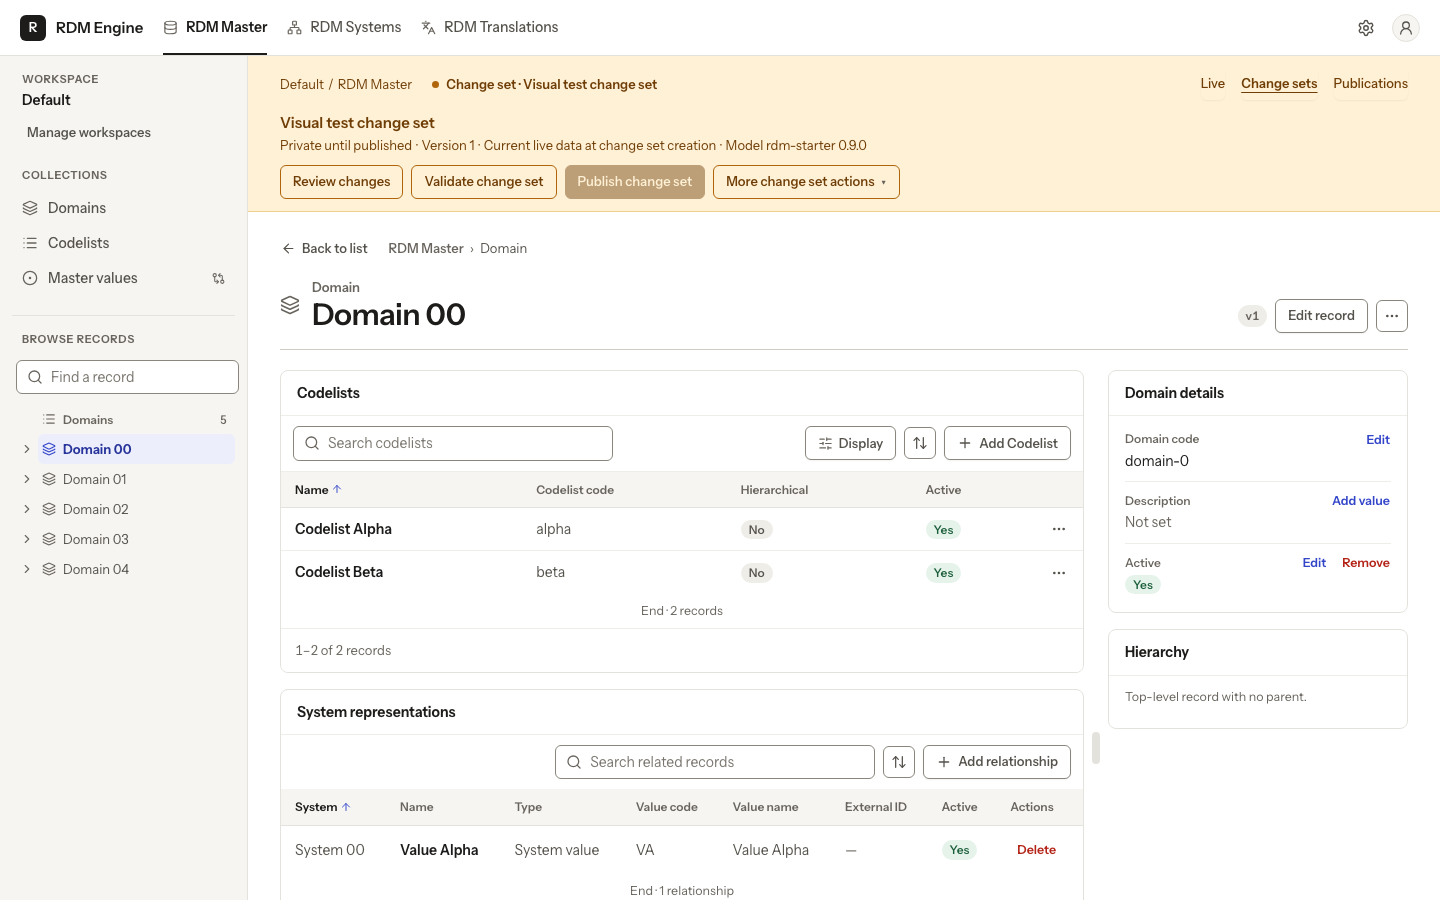 R RDM Engine RDM Master RDM Systems RDM Translations
WORKSPACE
Default
Manage workspaces
COLLECTIONS
Domains
Codelists
Master values
BROWSE RECORDS
Find a record
Domains 5
Domain 00
Domain 01
Domain 02
Domain 03
Domain 04
Default / RDM Master Change set · Visual test change set Live Change sets Publications
Visual test change set
Private until published · Version 1 · Current live data at change set creation · Model rdm-starter 0.9.0
Review changes Validate change set Publish change set More change set actions
Back to list RDM Master › Domain
Domain
Domain 00 v1 Edit record
Codelists
Search codelists Display Add Codelist
Name Codelist code Hierarchical Active
Codelist Alpha alpha No Yes
Codelist Beta beta No Yes
End · 2 records
1–2 of 2 records
System representations
Search related records Add relationship
System Name Type Value code Value name External ID Active Actions
System 00 Value Alpha System value VA Value Alpha — Yes Delete
End · 1 relationship
Domain details
Domain code Edit
domain-0
Description Add value
Not set
Active Edit Remove
Yes
Hierarchy
Top-level record with no parent.